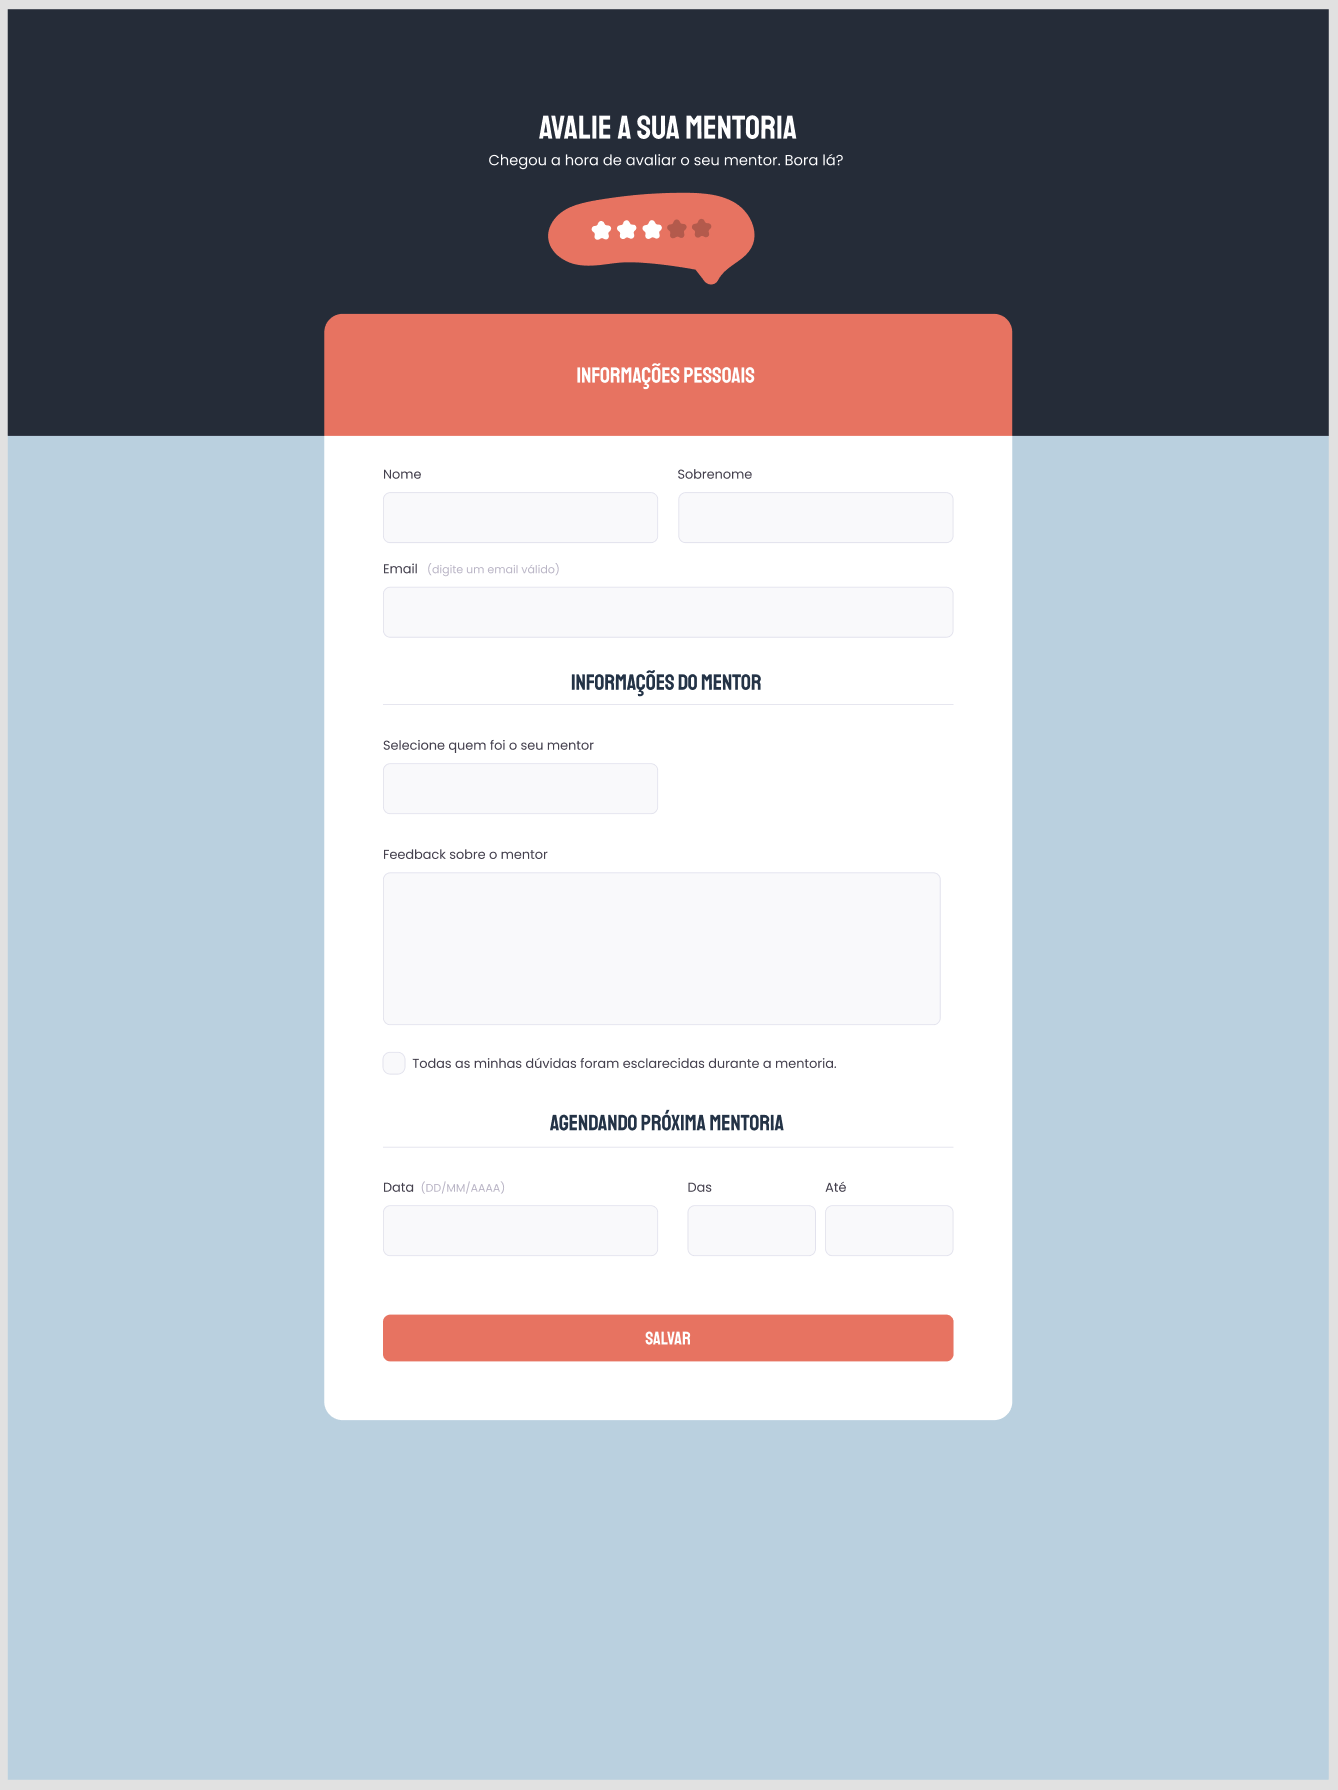 AVALIE A SUA MENTORIA
Chegou a hora de avaliar o seu mentor. Bora lá?
INFORMAÇÕES PESSOAIS
Nome
Sobrenome
Email (digite um email válido)
INFORMAÇÕES DO MENTOR
Selecione quem foi o seu mentor
Feedback sobre o mentor
Todas as minhas dúvidas foram esclarecidas durante a mentoria.
AGENDANDO PRÓXIMA MENTORIA
Data (DD/MM/AAAA)
Das
Até
SALVAR